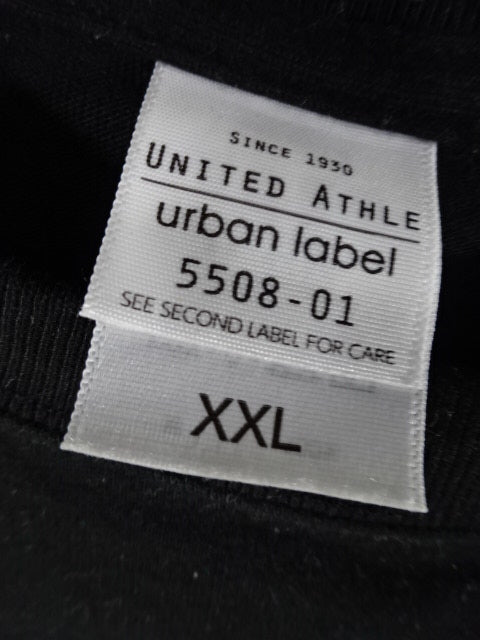 SINCE 1930
UNITED ATHLE
urban label
5508-01
SEE SECOND LABEL FOR CARE
XXL